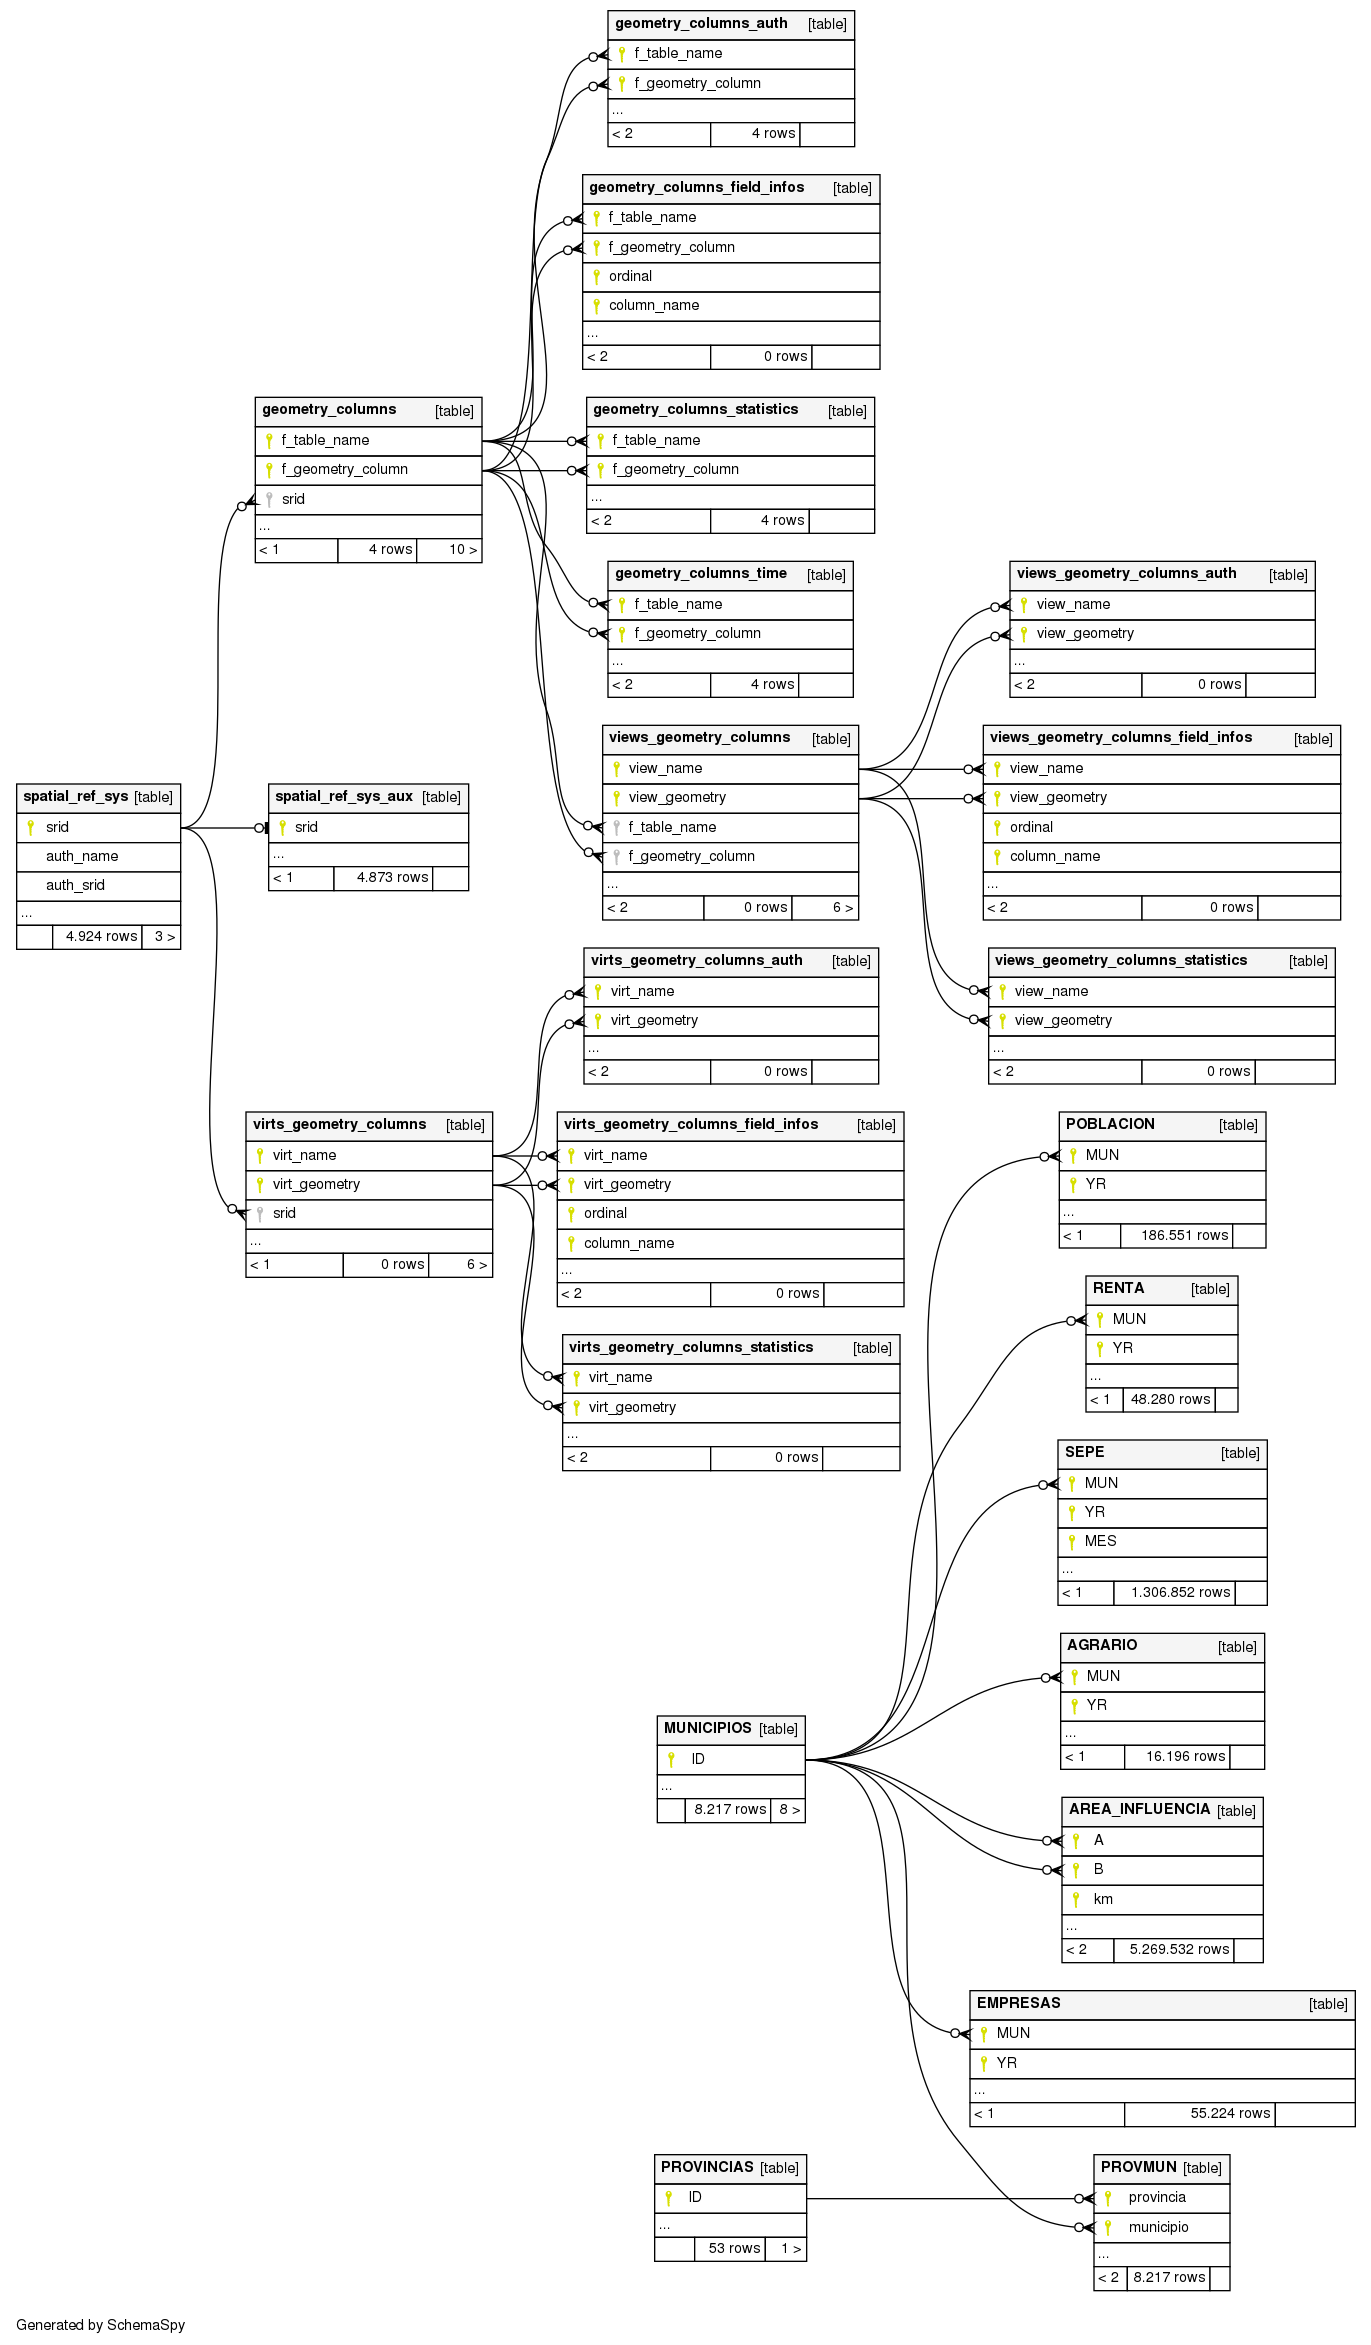 geometry_columns_auth [table]
f_table_name
f_geometry_column
...
< 2 4 rows
geometry_columns_field_infos [table]
f_table_name
f_geometry_column
ordinal
column_name
...
< 2 0 rows
geometry_columns [table]
f_table_name
f_geometry_column
srid
...
< 1 4 rows 10 >
geometry_columns_statistics [table]
f_table_name
f_geometry_column
...
< 2 4 rows
geometry_columns_time [table]
f_table_name
f_geometry_column
...
< 2 4 rows
views_geometry_columns_auth [table]
view_name
view_geometry
...
< 2 0 rows
views_geometry_columns [table]
view_name
view_geometry
f_table_name
f_geometry_column
...
< 2 0 rows 6 >
views_geometry_columns_field_infos [table]
view_name
view_geometry
ordinal
column_name
...
< 2 0 rows
spatial_ref_sys [table]
srid
auth_name
auth_srid
...
4.924 rows 3 >
spatial_ref_sys_aux [table]
srid
...
< 1 4.873 rows
virts_geometry_columns_auth [table]
virt_name
virt_geometry
...
< 2 0 rows
views_geometry_columns_statistics [table]
view_name
view_geometry
...
< 2 0 rows
virts_geometry_columns [table]
virt_name
virt_geometry
srid
...
< 1 0 rows 6 >
virts_geometry_columns_field_infos [table]
virt_name
virt_geometry
ordinal
column_name
...
< 2 0 rows
POBLACION [table]
MUN
YR
...
< 1 186.551 rows
RENTA [table]
MUN
YR
...
< 1 48.280 rows
virts_geometry_columns_statistics [table]
virt_name
virt_geometry
...
< 2 0 rows
SEPE [table]
MUN
YR
MES
...
< 1 1.306.852 rows
AGRARIO [table]
MUN
YR
...
< 1 16.196 rows
MUNICIPIOS [table]
ID
...
8.217 rows 8 >
AREA_INFLUENCIA [table]
A
B
km
...
< 2 5.269.532 rows
EMPRESAS [table]
MUN
YR
...
< 1 55.224 rows
PROVINCIAS [table]
ID
...
53 rows 1 >
PROVMUN [table]
provincia
municipio
...
< 2 8.217 rows
Generated by SchemaSpy